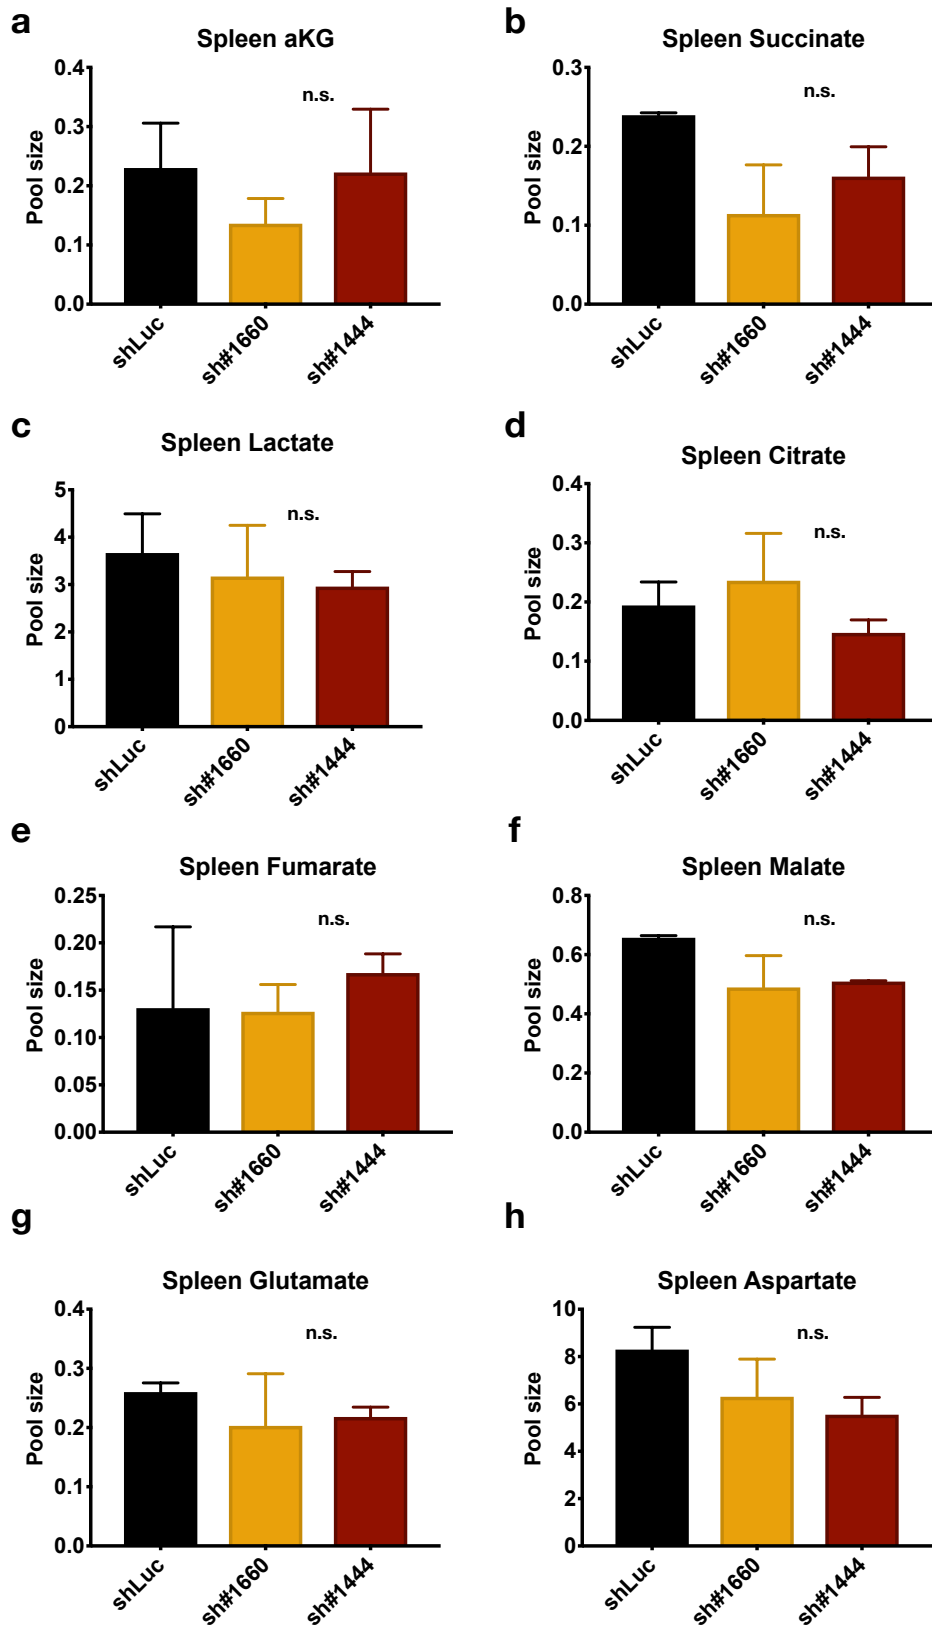 a
Spleen aKG
0.4
0.3
0.2
0.1
0.0
Pool size
n.s.
shLuc
sh#1660
sh#1444
b
Spleen Succinate
0.3
0.2
0.1
0.0
Pool size
n.s.
shLuc
sh#1660
sh#1444
c
Spleen Lactate
5
4
3
2
1
0
Pool size
n.s.
shLuc
sh#1660
sh#1444
d
Spleen Citrate
0.4
0.3
0.2
0.1
0.0
Pool size
n.s.
shLuc
sh#1660
sh#1444
e
Spleen Fumarate
0.25
0.20
0.15
0.10
0.05
0.00
Pool size
n.s.
shLuc
sh#1660
sh#1444
f
Spleen Malate
0.8
0.6
0.4
0.2
0.0
Pool size
n.s.
shLuc
sh#1660
sh#1444
g
Spleen Glutamate
0.4
0.3
0.2
0.1
0.0
Pool size
n.s.
shLuc
sh#1660
sh#1444
h
Spleen Aspartate
10
8
6
4
2
0
Pool size
n.s.
shLuc
sh#1660
sh#1444